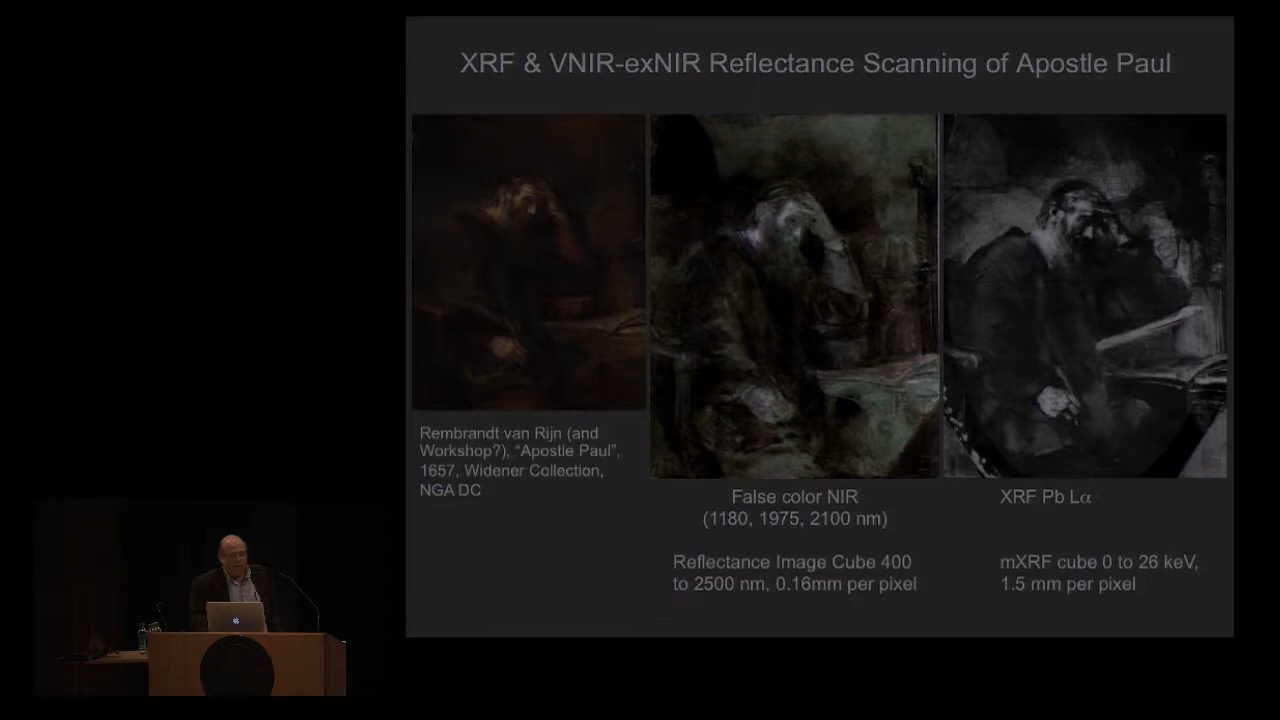 XRF & VNIR-exNIR Reflectance Scanning of Apostle Paul
Rembrandt van Rijn (and
Workshop?), “Apostle Paul”,
1657, Widener Collection,
NGA DC
False color NIR
(1180, 1975, 2100 nm)
Reflectance Image Cube 400
to 2500 nm, 0.16mm per pixel
XRF Pb Lα
mXRF cube 0 to 26 keV,
1.5 mm per pixel